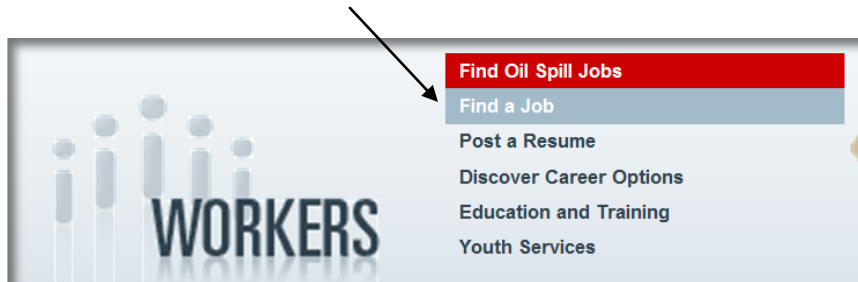 Find Oil Spill Jobs
Find a Job
Post a Resume
Discover Career Options
Education and Training
Youth Services
WORKERS